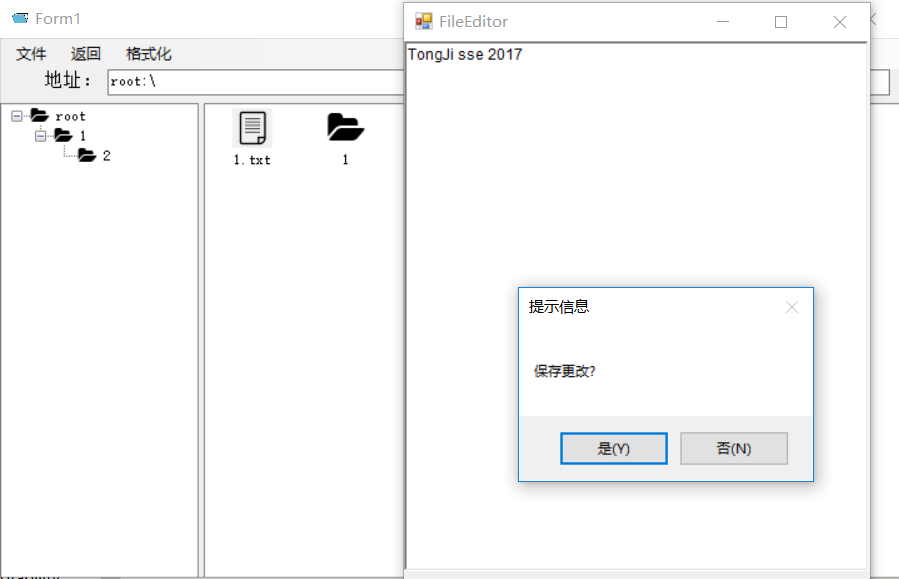 Form1
文件 返回 格式化
地址： root:\
root
1
2
1.txt
1
FileEditor
TongJi sse 2017
提示信息
保存更改?
是(Y) 否(N)